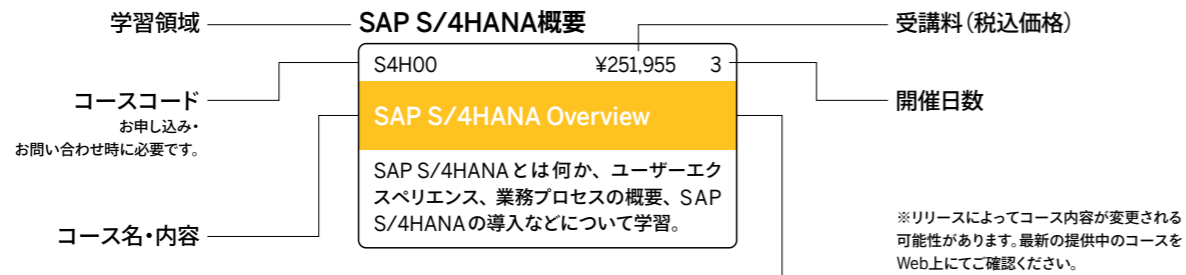 学習領域
SAP S/4HANA概要
受講料（税込価格）
S4H00 ¥251,955 3
コースコード
お申し込み・
お問い合わせ時に必要です。
開催日数
SAP S/4HANA Overview
SAP S/4HANAとは何か、ユーザーエク
スペリエンス、業務プロセスの概要、SAP
S/4HANAの導入などについて学習。
コース名・内容
※リリースによってコース内容が変更される
可能性があります。最新の提供中のコースを
Web上にてご確認ください。